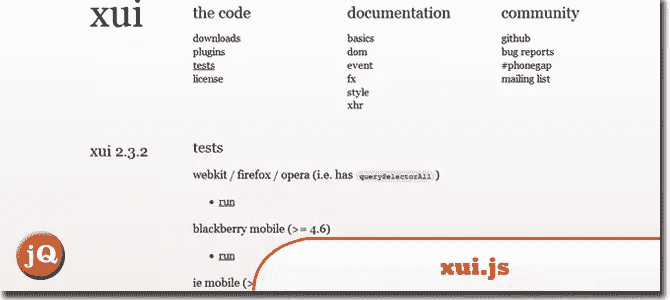 xui
the code
downloads
plugins
tests
license
documentation
basics
dom
event
fx
style
xhr
community
github
bug reports
#phonegap
mailing list
xui 2.3.2
tests
webkit / firefox / opera (i.e. has querySelectorAll)
run
blackberry mobile (>= 4.6)
run
ie mobile (>
jQ
xui.js